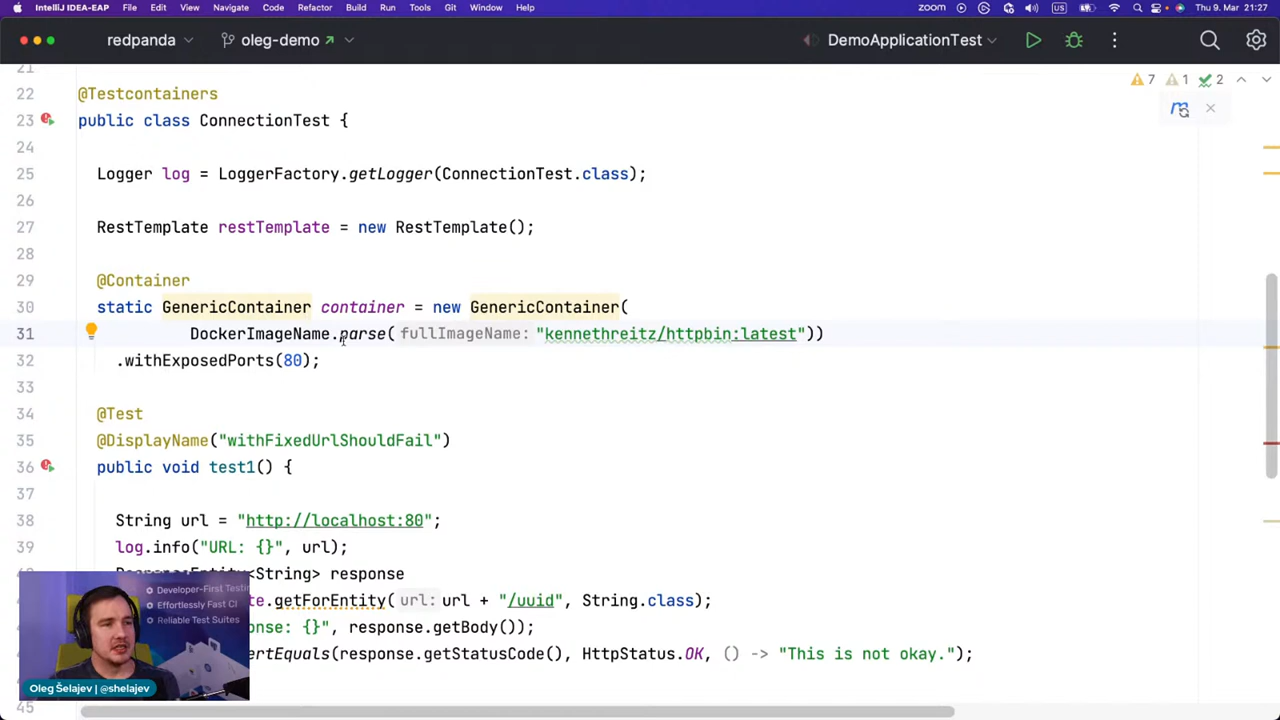 IntelliJ IDEA-EAP File Edit View Navigate Code Refactor Build Run Tools Git Window Help zoom US Thu 9. Mar 21:27
redpanda oleg-demo DemoApplicationTest
21
7 1 2
22 @Testcontainers
23 public class ConnectionTest {
24
25 Logger log = LoggerFactory.getLogger(ConnectionTest.class);
26
27 RestTemplate restTemplate = new RestTemplate();
28
29 @Container
30 static GenericContainer container = new GenericContainer(
31 DockerImageName.parse( fullImageName: "kennethreitz/httpbin:latest"))
32 .withExposedPorts(80);
33
34 @Test
35 @DisplayName("withFixedUrlShouldFail")
36 public void test1() {
37
38 String url = "http://localhost:80";
39 log.info("URL: {}", url);
<String> response
te.getForEntity( url: url + "/uuid", String.class);
onse: {}", response.getBody());
ertEquals(response.getStatusCode(), HttpStatus.OK, () -> "This is not okay.");
45
Developer-First Testin
Effortlessly Fast CI
Reliable Test Suites
Oleg Šelajev | @shelajev